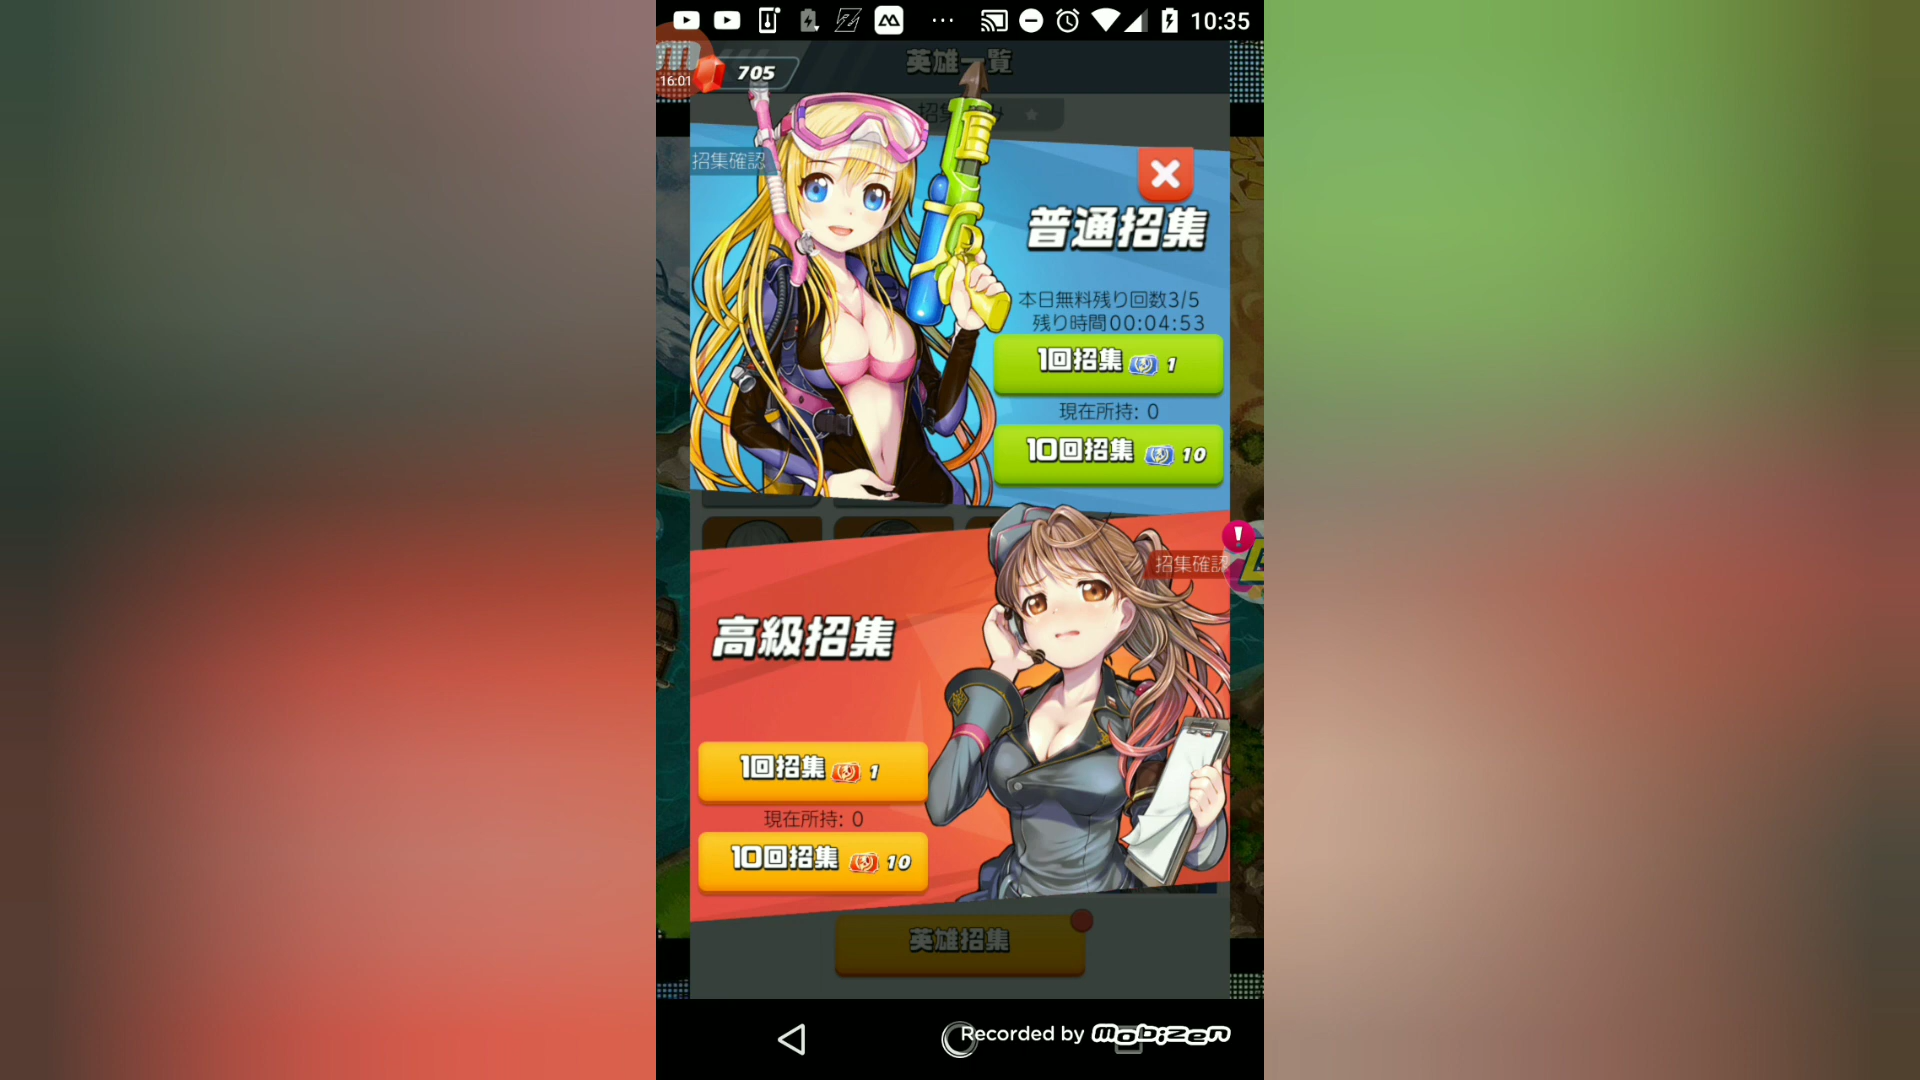 10:35
16:01
705
英雄一覧
招集
招集確認
普通招集
本日無料残り回数3/5
残り時間00:04:53
1回招集 1
現在所持: 0
10回招集 10
招集確認
高級招集
1回招集 1
現在所持: 0
10回招集 10
英雄招集
Recorded by mobizen